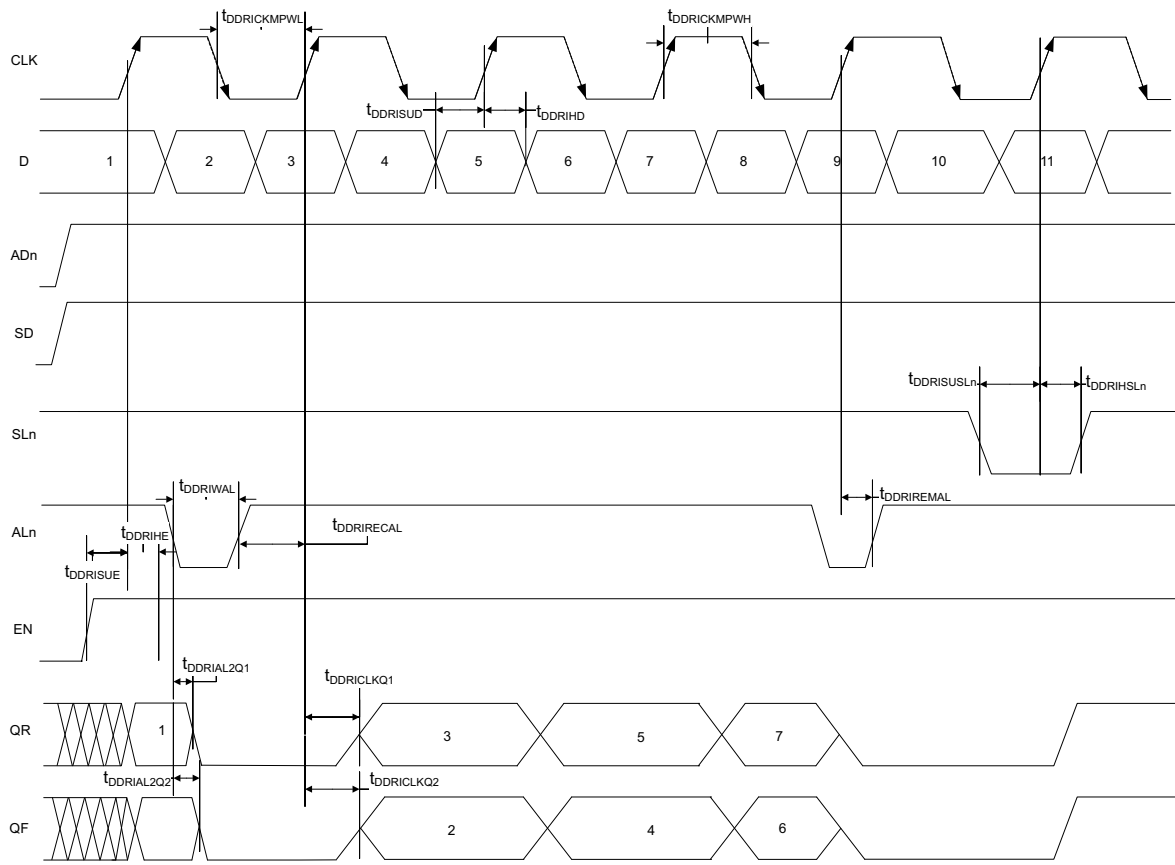 tDDRICKMPWL
tDDRICKMPWH
CLK
tDDRISUD
tDDRIHD
D
1 2 3 4 5 6 7 8 9 10 11
ADn
SD
tDDRISUSLn
tDDRIHSLn
SLn
tDDRIWAL
tDDRIREMAL
ALn
tDDRIHE
tDDRIRECAL
tDDRISUE
EN
tDDRIAL2Q1
tDDRICLKQ1
QR
1 3 5 7
tDDRIAL2Q2
tDDRICLKQ2
QF
2 4 6